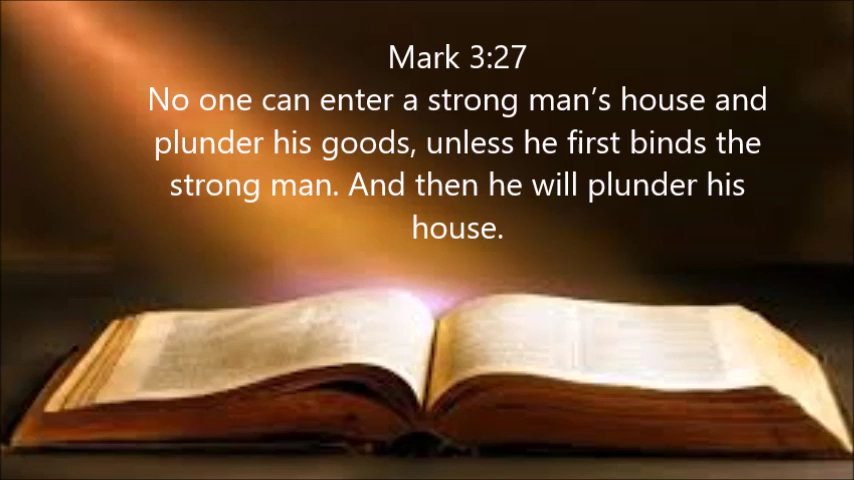 Mark 3:27
No one can enter a strong man’s house and
plunder his goods, unless he first binds the
strong man. And then he will plunder his
house.